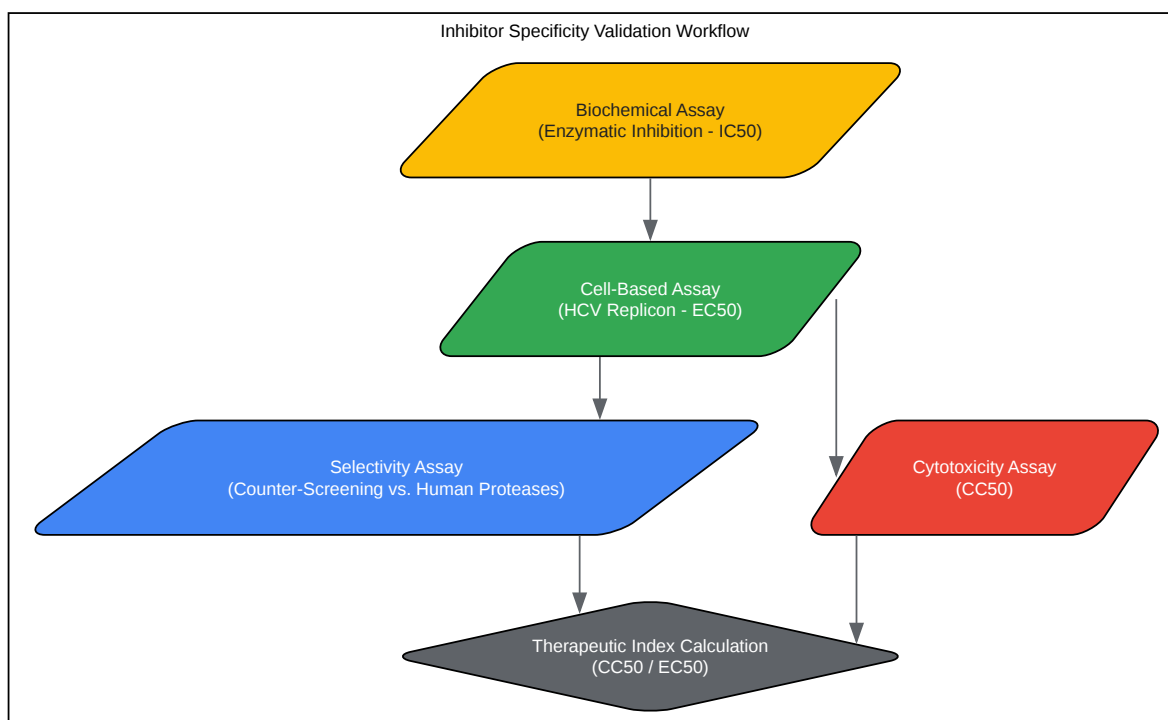 Inhibitor Specificity Validation Workflow
Biochemical Assay
(Enzymatic Inhibition - IC50)
Cell-Based Assay
(HCV Replicon - EC50)
Selectivity Assay
(Counter-Screening vs. Human Proteases)
Cytotoxicity Assay
(CC50)
Therapeutic Index Calculation
(CC50 / EC50)